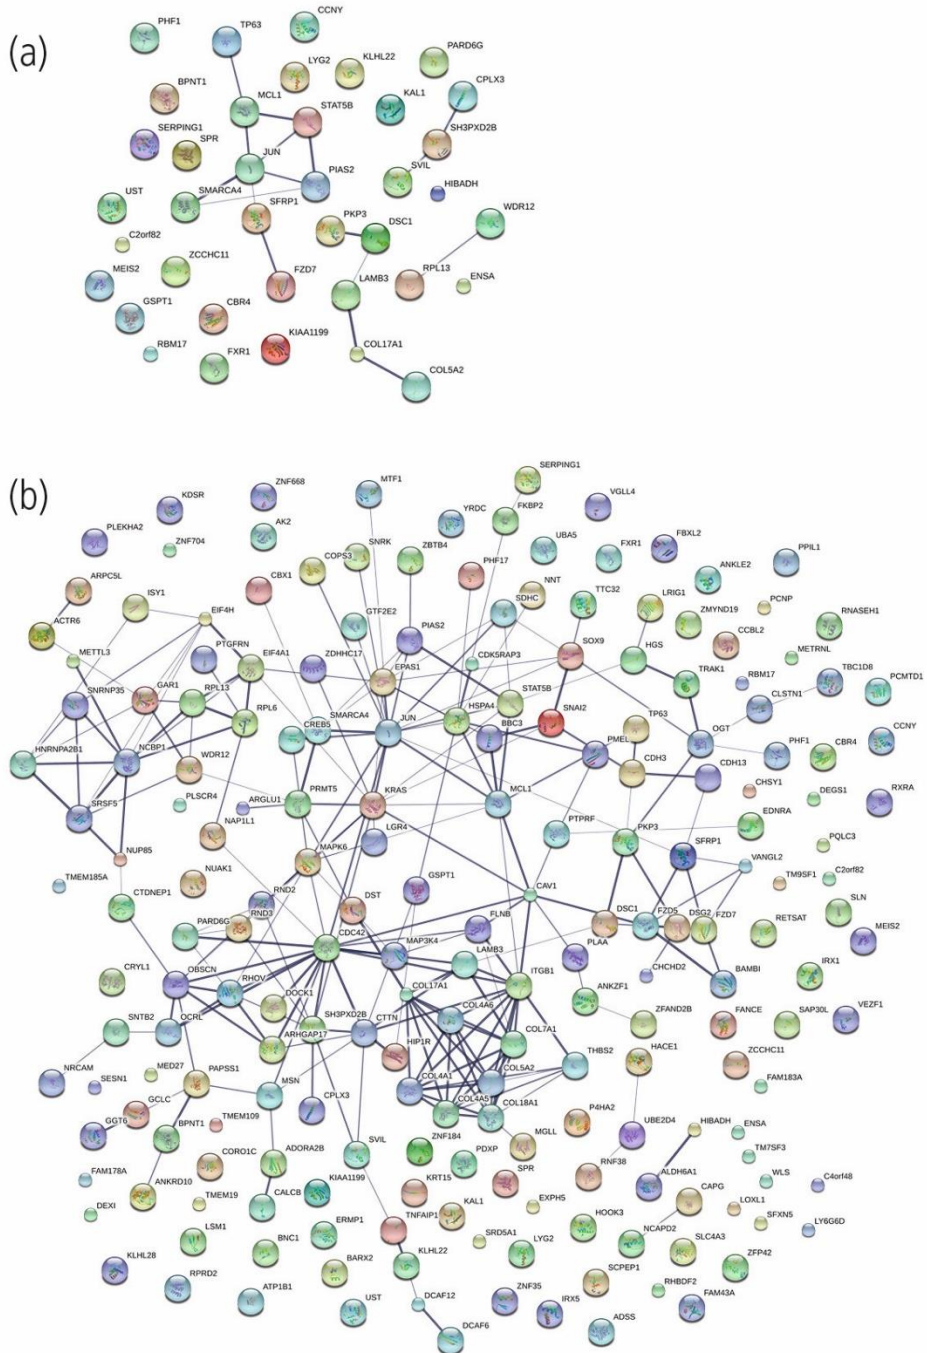 (a)
PHF1
TP63
CCNY
LYG2
KLHL22
PARD6G
BPNT1
MCL1
STAT5B
KAL1
CPLX3
SERPING1
SPR
JUN
SH3PXD2B
PIAS2
SVIL
HIBADH
UST
SMARCA4
SFRP1
PKP3
DSC1
WDR12
C2orf82
ZCCHC11
MEIS2
FZD7
LAMB3
RPL13
ENSA
GSPT1
CBR4
RBM17
KIAA1199
COL17A1
FXR1
COL5A2
(b)
SERPING1
KDSR
ZNF668
MTF1
VGLL4
PLEKHA2
AK2
YRDC
FKBP2
ZNF704
SNRK
ZBTB4
UBA5
FXR1
FBXL2
COPS3
PHF17
PPIL1
ARPC5L
ISY1
EIF4H
CBX1
NNT
TTC32
LRIG1
ANKLE2
ACTR6
GTF2E2
PIAS2
SDHC
ZMYND19
PCNP
RNASEH1
METTL3
PTGFRN
EIF4A1
ZDHHC17
EPAS1
CDK5RAP3
SOX9
HGS
CCBL2
METRNL
SNRNP35
GAR1
RPL13
STAT5B
TRAK1
RBM17
TBC1D8
CLSTN1
PCMTD1
RPL6
SMARCA4
CREB5
JUN
HSPA4
BBC3
SNAI2
TP63
OGT
HNRNPA2B1
NCBP1
WDR12
PMEL
CDH3
PHF1
CBR4
CCNY
CDH13
SRSF5
PLSCR4
ARGLU1
PRMT5
KRAS
MCL1
CHSY1
DEGS1
RXRA
NAP1L1
LGR4
PTPRF
PKP3
EDNRA
NUP85
MAPK6
SFRP1
PQLC3
TMEM185A
CTDNEP1
NUAK1
GSPT1
CAV1
VANGL2
TM9SF1
C2orf82
RND2
DST
SLN
PARD6G
RND3
FLNB
DSC1
FZD5
DSG2
FZD7
RETSAT
CDC42
MAP3K4
PLAA
MEIS2
CRYL1
OBSCN
RHOV
LAMB3
ITGB1
CHCHD2
BAMBI
IRX1
DOCK1
COL17A1
ANKZF1
SNTB2
OCRL
SH3PXD2B
CTTN
COL4A6
ZFAND2B
FANCE
SAP30L
VEZF1
ARHGAP17
COL7A1
NRCAM
MED27
HIP1R
THBS2
HACE1
ZCCHC11
SESN1
PAPSS1
MSN
COL4A1
COL5A2
GCLC
CPLX3
COL4A5
COL18A1
FAM183A
GGT6
TMEM109
P4HA2
BPNT1
SVIL
ZNF184
MGLL
UBE2D4
HIBADH
ENSA
CORO1C
ADORA2B
PDXP
TM7SF3
FAM178A
ANKRD10
KIAA1199
KRT15
SPR
RNF38
ALDH6A1
WLS
C4orf48
TMEM19
CALCB
EXPH5
CAPG
DEXI
TNFAIP1
KAL1
LOXL1
LSM1
BNC1
ERMP1
SRD5A1
HOOK3
NCAPD2
SFXN5
LY6G6D
KLHL28
BARX2
KLHL22
LYG2
SLC4A3
ZFP42
RPRD2
ATP1B1
SCPEP1
RHBDF2
UST
DCAF12
ZNF35
IRX5
FAM43A
DCAF6
ADSS